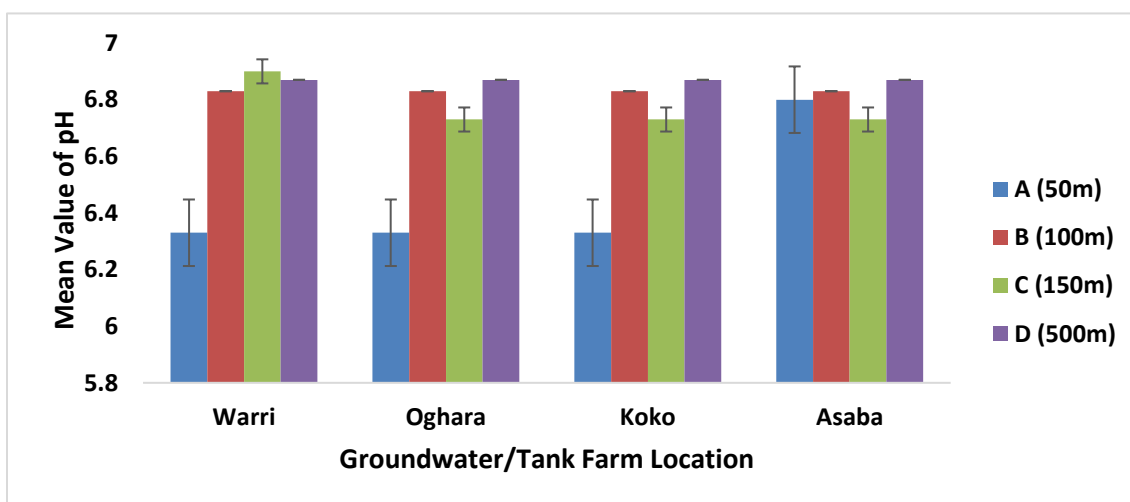 Mean Value of pH
7
6.8
6.6
6.4
6.2
6
5.8
Warri Oghara Koko Asaba
Groundwater/Tank Farm Location
A (50m)
B (100m)
C (150m)
D (500m)